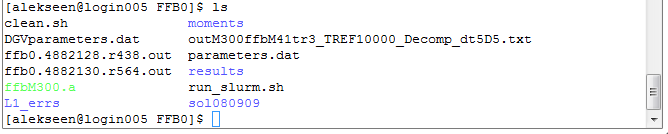 [alekseen@login005 FFB0]$ ls
clean.sh moments
DGVparameters.dat outM300ffbM41tr3_TREF10000_Decomp_dt5D5.txt
ffb0.4882128.r438.out parameters.dat
ffb0.4882130.r564.out results
ffbM300.a run_slurm.sh
L1_errs sol080909
[alekseen@login005 FFB0]$